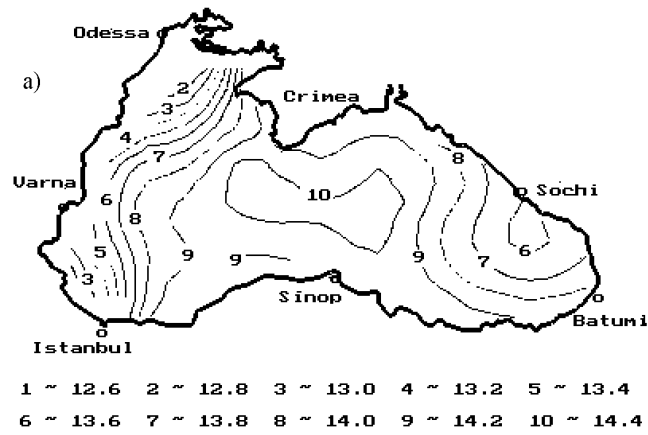 Odessa
a)
2
Crimea
3
4
7
8
Varna
10
Sochi
6
8
5
6
9
9
9
7
3
Sinop
Batumi
Istanbul
1 ~ 12.6 2 ~ 12.8 3 ~ 13.0 4 ~ 13.2 5 ~ 13.4
6 ~ 13.6 7 ~ 13.8 8 ~ 14.0 9 ~ 14.2 10 ~ 14.4